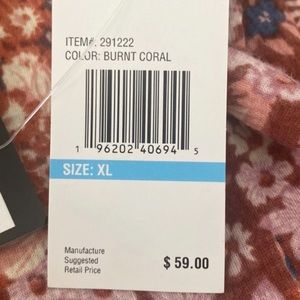 ITEM#: 291222
COLOR: BURNT CORAL
1 96202 40694 5
SIZE: XL
Manufacture
Suggested
Retail Price
$ 59.00